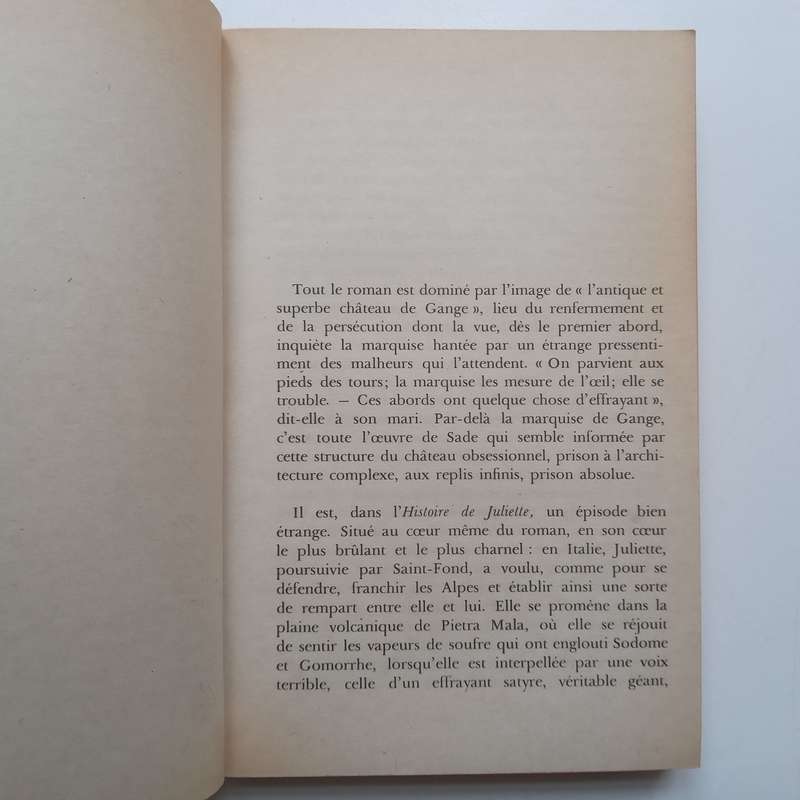 Tout le roman est dominé par l'image de « l'antique et
superbe château de Gange », lieu du renfermement et
de la persécution dont la vue, dès le premier abord,
inquiète la marquise hantée par un étrange pressenti-
ment des malheurs qui l'attendent. « On parvient aux
pieds des tours; la marquise les mesure de l'œil; elle se
trouble. — Ces abords ont quelque chose d'effrayant »,
dit-elle à son mari. Par-delà la marquise de Gange,
c'est toute l'œuvre de Sade qui semble informée par
cette structure du château obsessionnel, prison à l'archi-
tecture complexe, aux replis infinis, prison absolue.
Il est, dans l'Histoire de Juliette, un épisode bien
étrange. Situé au cœur même du roman, en son cœur
le plus brûlant et le plus charnel : en Italie, Juliette,
poursuivie par Saint-Fond, a voulu, comme pour se
défendre, franchir les Alpes et établir ainsi une sorte
de rempart entre elle et lui. Elle se promène dans la
plaine volcanique de Pietra Mala, où elle se réjouit
de sentir les vapeurs de soufre qui ont englouti Sodome
et Gomorrhe, lorsqu'elle est interpellée par une voix
terrible, celle d'un effrayant satyre, véritable géant,